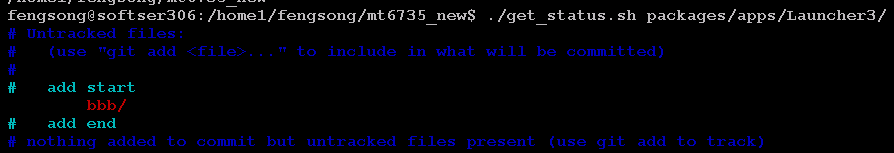 fengsong@softser306:/home1/fengsong/mt6735_new$ ./get_status.sh packages/apps/Launcher3/
# Untracked files:
#   (use "git add <file>..." to include in what will be committed)
#
#   add start
        bbb/
#   add end
# nothing added to commit but untracked files present (use git add to track)